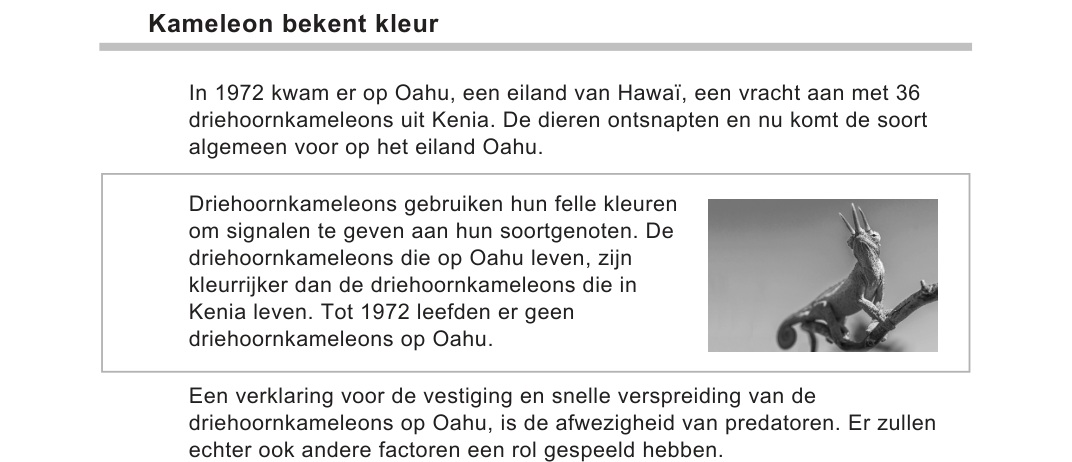 Kameleon bekent kleur
In 1972 kwam er op Oahu, een eiland van Hawaï, een vracht aan met 36
driehoornkameleons uit Kenia. De dieren ontsnapten en nu komt de soort
algemeen voor op het eiland Oahu.
Driehoornkameleons gebruiken hun felle kleuren
om signalen te geven aan hun soortgenoten. De
driehoornkameleons die op Oahu leven, zijn
kleurrijker dan de driehoornkameleons die in
Kenia leven. Tot 1972 leefden er geen
driehoornkameleons op Oahu.
Een verklaring voor de vestiging en snelle verspreiding van de
driehoornkameleons op Oahu, is de afwezigheid van predatoren. Er zullen
echter ook andere factoren een rol gespeeld hebben.